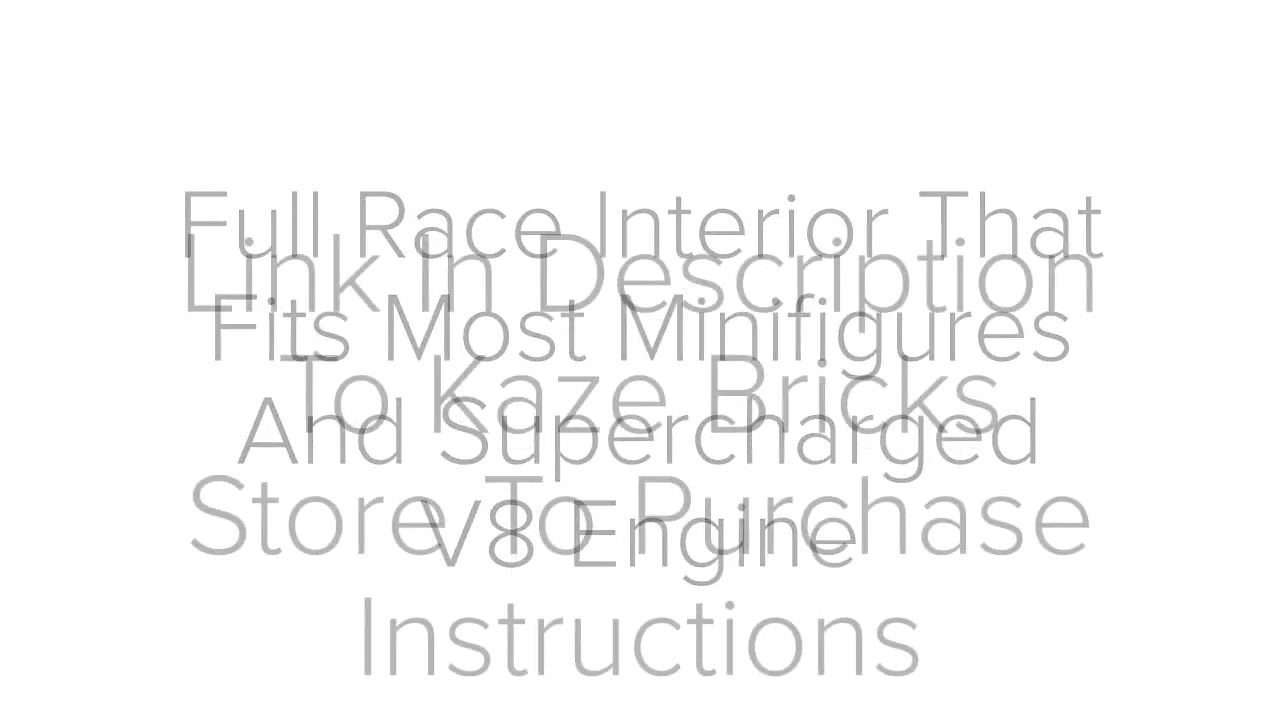 Full Race Interior That
Fits Most Minifigures
And Supercharged
V8 Engine
Link In Description
To Kaze Bricks
Store To Purchase
Instructions